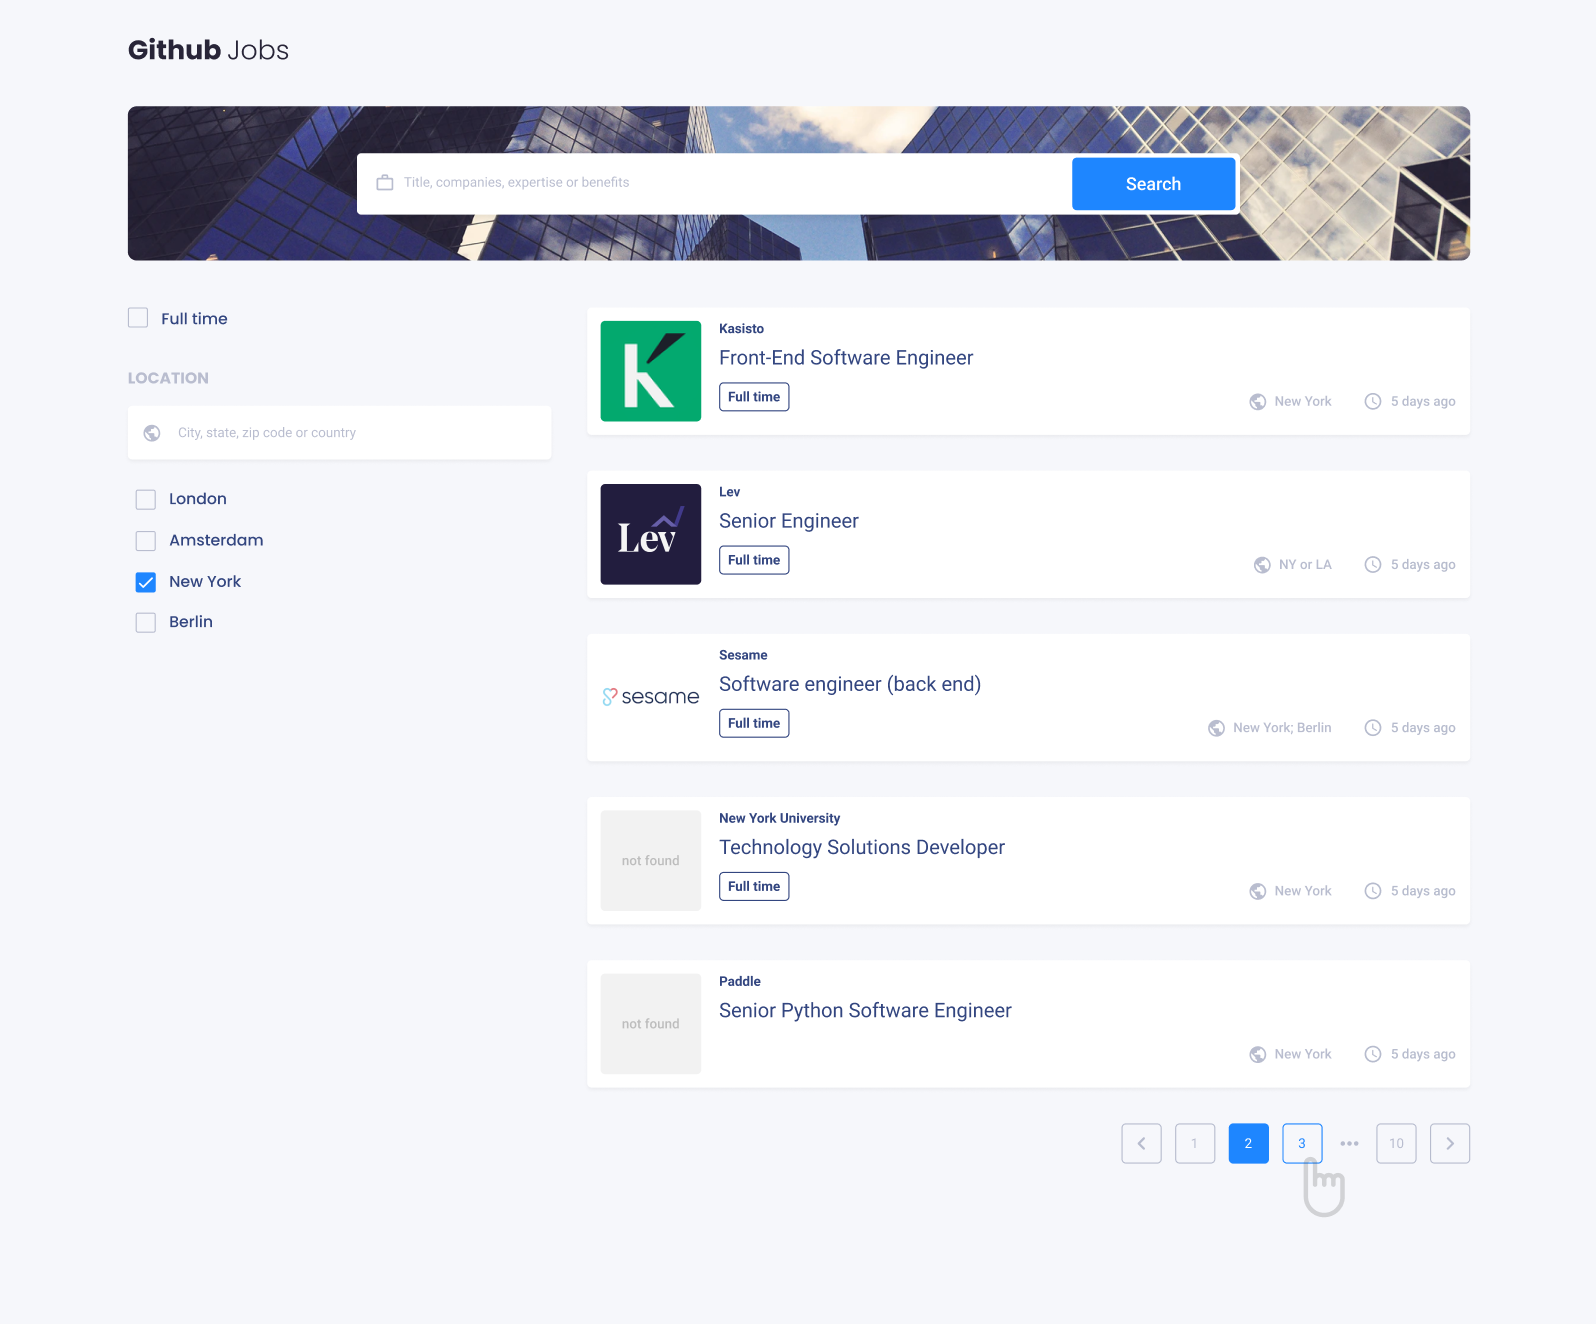 Github Jobs
Title, companies, expertise or benefits
Search
Full time
LOCATION
City, state, zip code or country
London
Amsterdam
New York
Berlin
K
Kasisto
Front-End Software Engineer
Full time
New York
5 days ago
Lev
Lev
Senior Engineer
Full time
NY or LA
5 days ago
sesame
Sesame
Software engineer (back end)
Full time
New York; Berlin
5 days ago
not found
New York University
Technology Solutions Developer
Full time
New York
5 days ago
not found
Paddle
Senior Python Software Engineer
New York
5 days ago
1 2 3 ••• 10